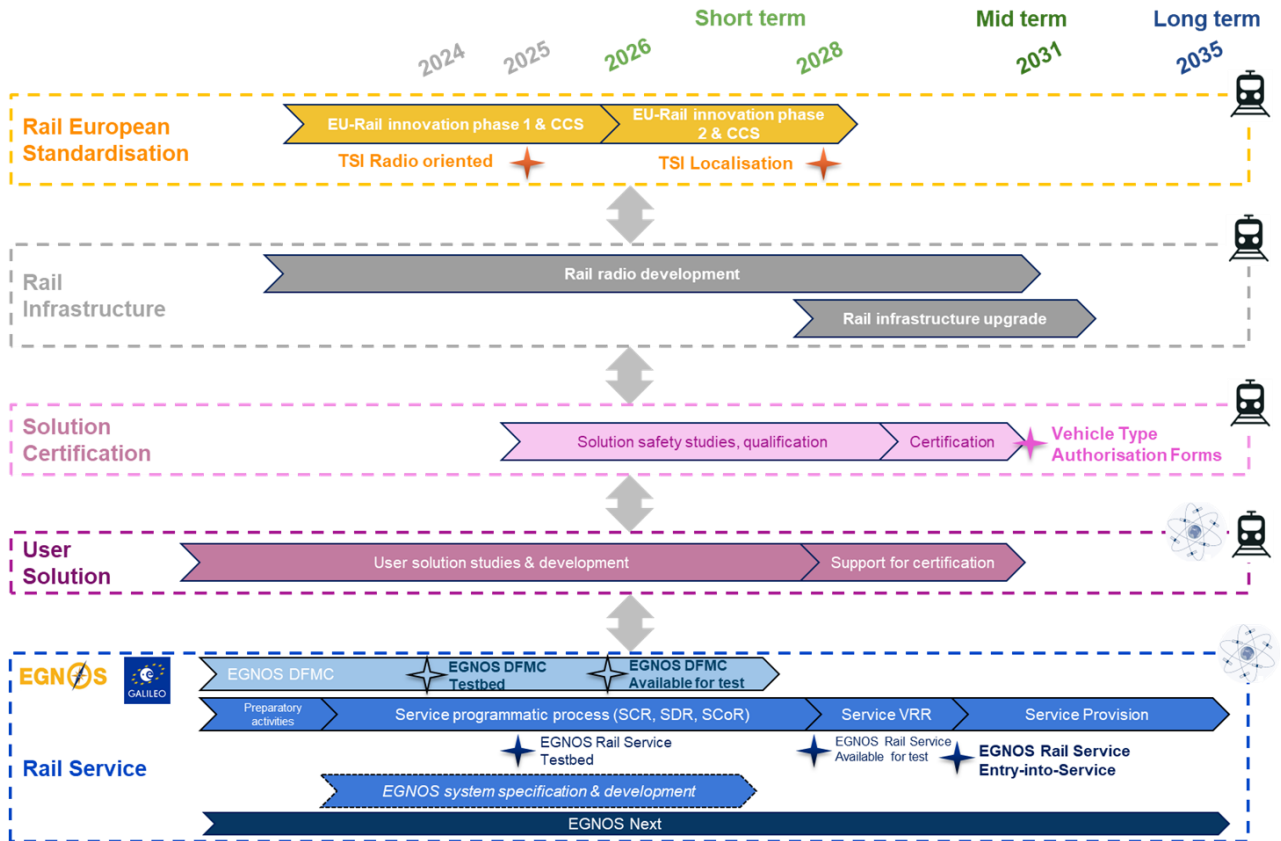 Short term
Mid term
Long term
2024
2025
2026
2028
2031
2035
Rail European
Standardisation
EU-Rail innovation phase 1 & CCS
EU-Rail innovation phase
2 & CCS
TSI Radio oriented
TSI Localisation
Rail
Infrastructure
Rail radio development
Rail infrastructure upgrade
Solution
Certification
Solution safety studies, qualification
Certification
Vehicle Type
Authorisation Forms
User
Solution
User solution studies & development
Support for certification
EGNOS
GALILEO
Rail Service
EGNOS DFMC
EGNOS DFMC
Testbed
EGNOS DFMC
Available for test
Preparatory
activities
Service programmatic process (SCR, SDR, SCoR)
Service VRR
Service Provision
EGNOS Rail Service
Testbed
EGNOS Rail Service
Available for test
EGNOS Rail Service
Entry-into-Service
EGNOS system specification & development
EGNOS Next